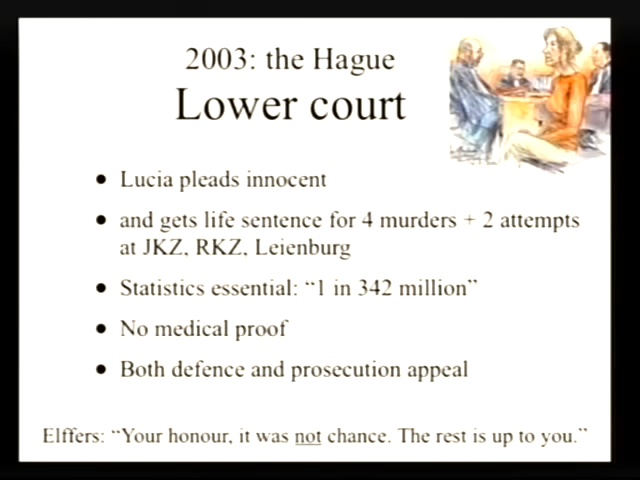 2003: the Hague
Lower court
• Lucia pleads innocent
• and gets life sentence for 4 murders + 2 attempts
at JKZ, RKZ, Leienburg
• Statistics essential: “1 in 342 million”
• No medical proof
• Both defence and prosecution appeal
Elffers: “Your honour, it was not chance. The rest is up to you.”